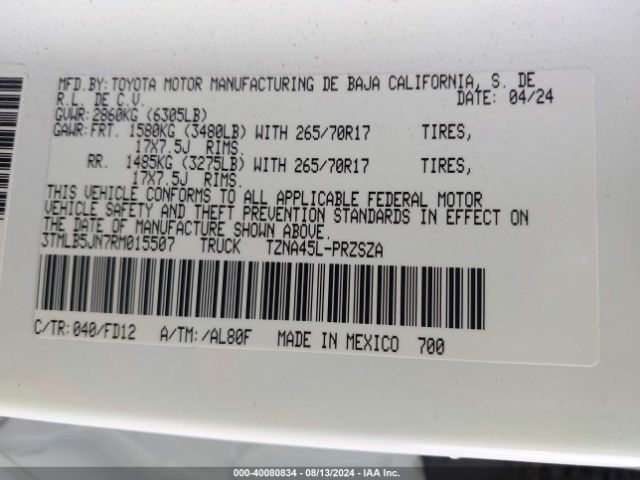 MFD.BY:TOYOTA MOTOR MANUFACTURING DE BAJA CALIFORNIA, S. DE
R.L. DE C.V. DATE: 04/24
GVWR:2860KG (6305LB)
GAWR:FRT. 1580KG (3480LB) WITH 265/70R17 TIRES,
17X7.5J RIMS.
RR. 1485KG (3275LB) WITH 265/70R17 TIRES,
17X7.5J RIMS.
THIS VEHICLE CONFORMS TO ALL APPLICABLE FEDERAL MOTOR
VEHICLE SAFETY AND THEFT PREVENTION STANDARDS IN EFFECT ON
THE DATE OF MANUFACTURE SHOWN ABOVE.
3TMLB5JN7RM015507 TRUCK TZNA45L-PRZSZA
C/TR:040/FD12 A/TM:/AL80F MADE IN MEXICO 700
000-40080834 - 08/13/2024 - IAA Inc.